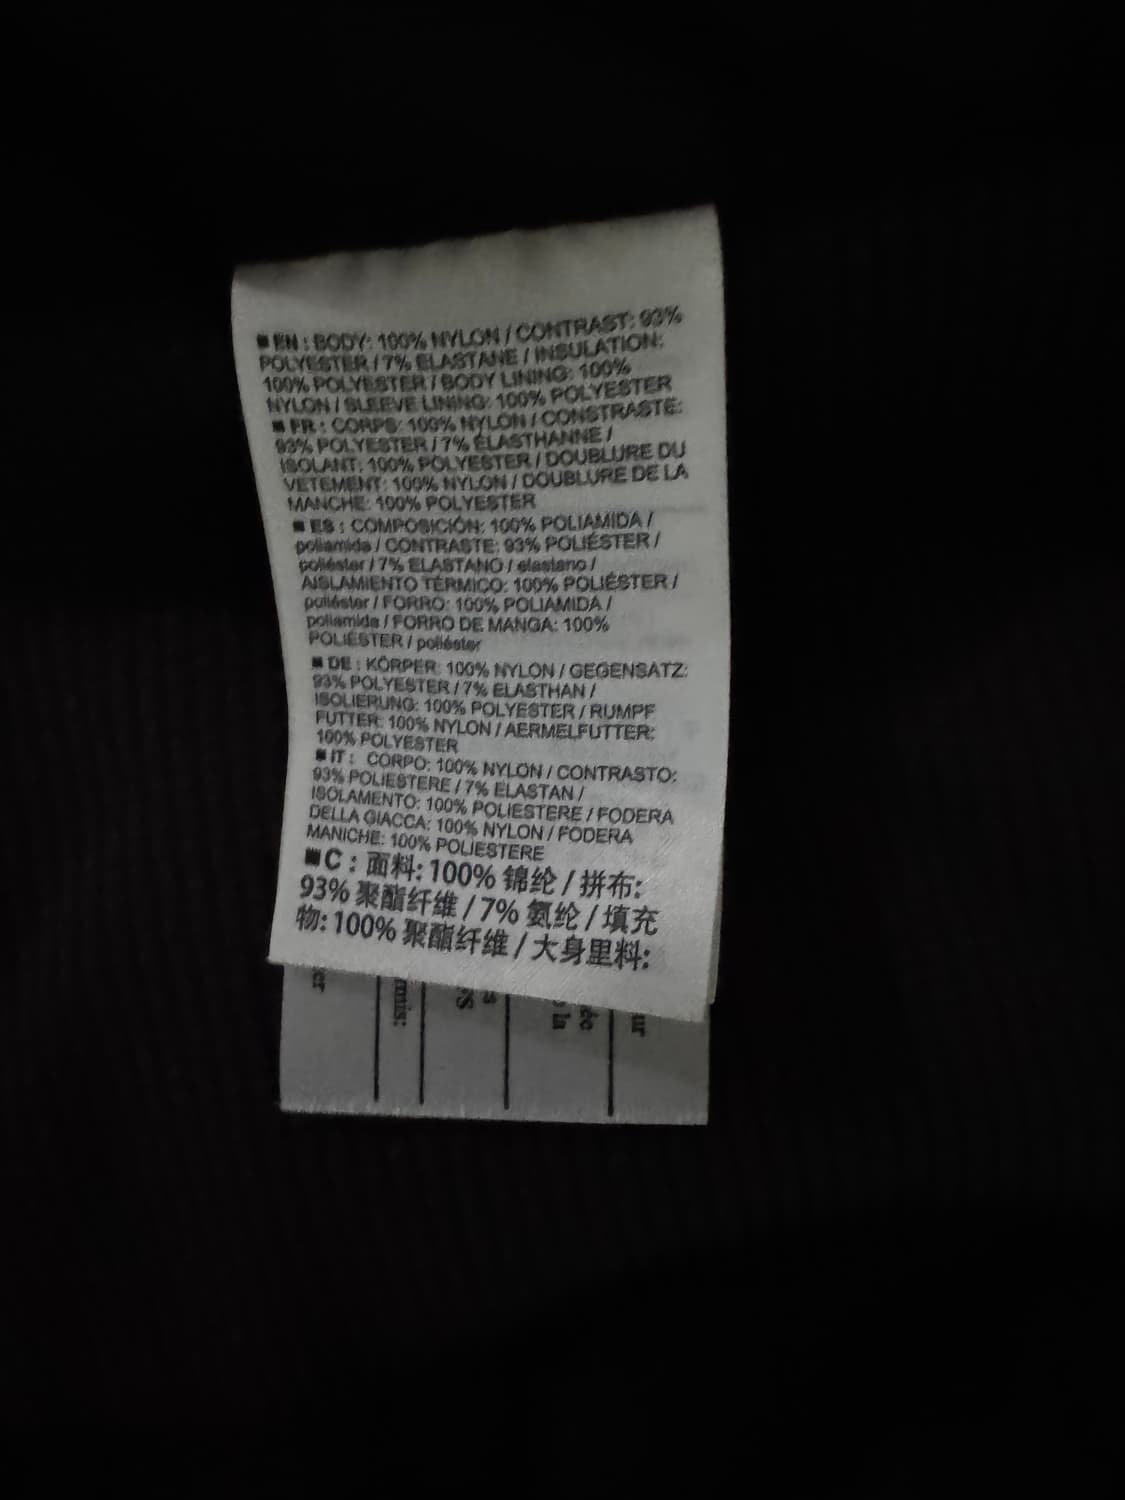 ■ EN : BODY: 100% NYLON / CONTRAST: 93%
POLYESTER / 7% ELASTANE / INSULATION:
100% POLYESTER / BODY LINING: 100%
NYLON / SLEEVE LINING: 100% POLYESTER
■ FR : CORPS: 100% NYLON / CONSTRASTE:
93% POLYESTER / 7% ÉLASTHANNE /
ISOLANT: 100% POLYESTER / DOUBLURE DU
VETEMENT: 100% NYLON / DOUBLURE DE LA
MANCHE: 100% POLYESTER
■ ES : COMPOSICIÓN: 100% POLIAMIDA /
poliamida / CONTRASTE: 93% POLIÉSTER /
poliéster / 7% ELASTANO / elastano /
AISLAMIENTO TÉRMICO: 100% POLIÉSTER /
poliéster / FORRO: 100% POLIAMIDA /
poliamida / FORRO DE MANGA: 100%
POLIÉSTER / poliéster
■ DE : KÖRPER: 100% NYLON / GEGENSATZ:
93% POLYESTER / 7% ELASTHAN /
ISOLIERUNG: 100% POLYESTER / RUMPF
FUTTER: 100% NYLON / AERMELFUTTER:
100% POLYESTER
■ IT : CORPO: 100% NYLON / CONTRASTO:
93% POLIESTERE / 7% ELASTAN /
ISOLAMENTO: 100% POLIESTERE / FODERA
DELLA GIACCA: 100% NYLON / FODERA
MANICHE: 100% POLIESTERE
■ C : 面料: 100% 锦纶 / 拼布:
93% 聚酯纤维 / 7% 氨纶 / 填充
物: 100% 聚酯纤维 / 大身里料: